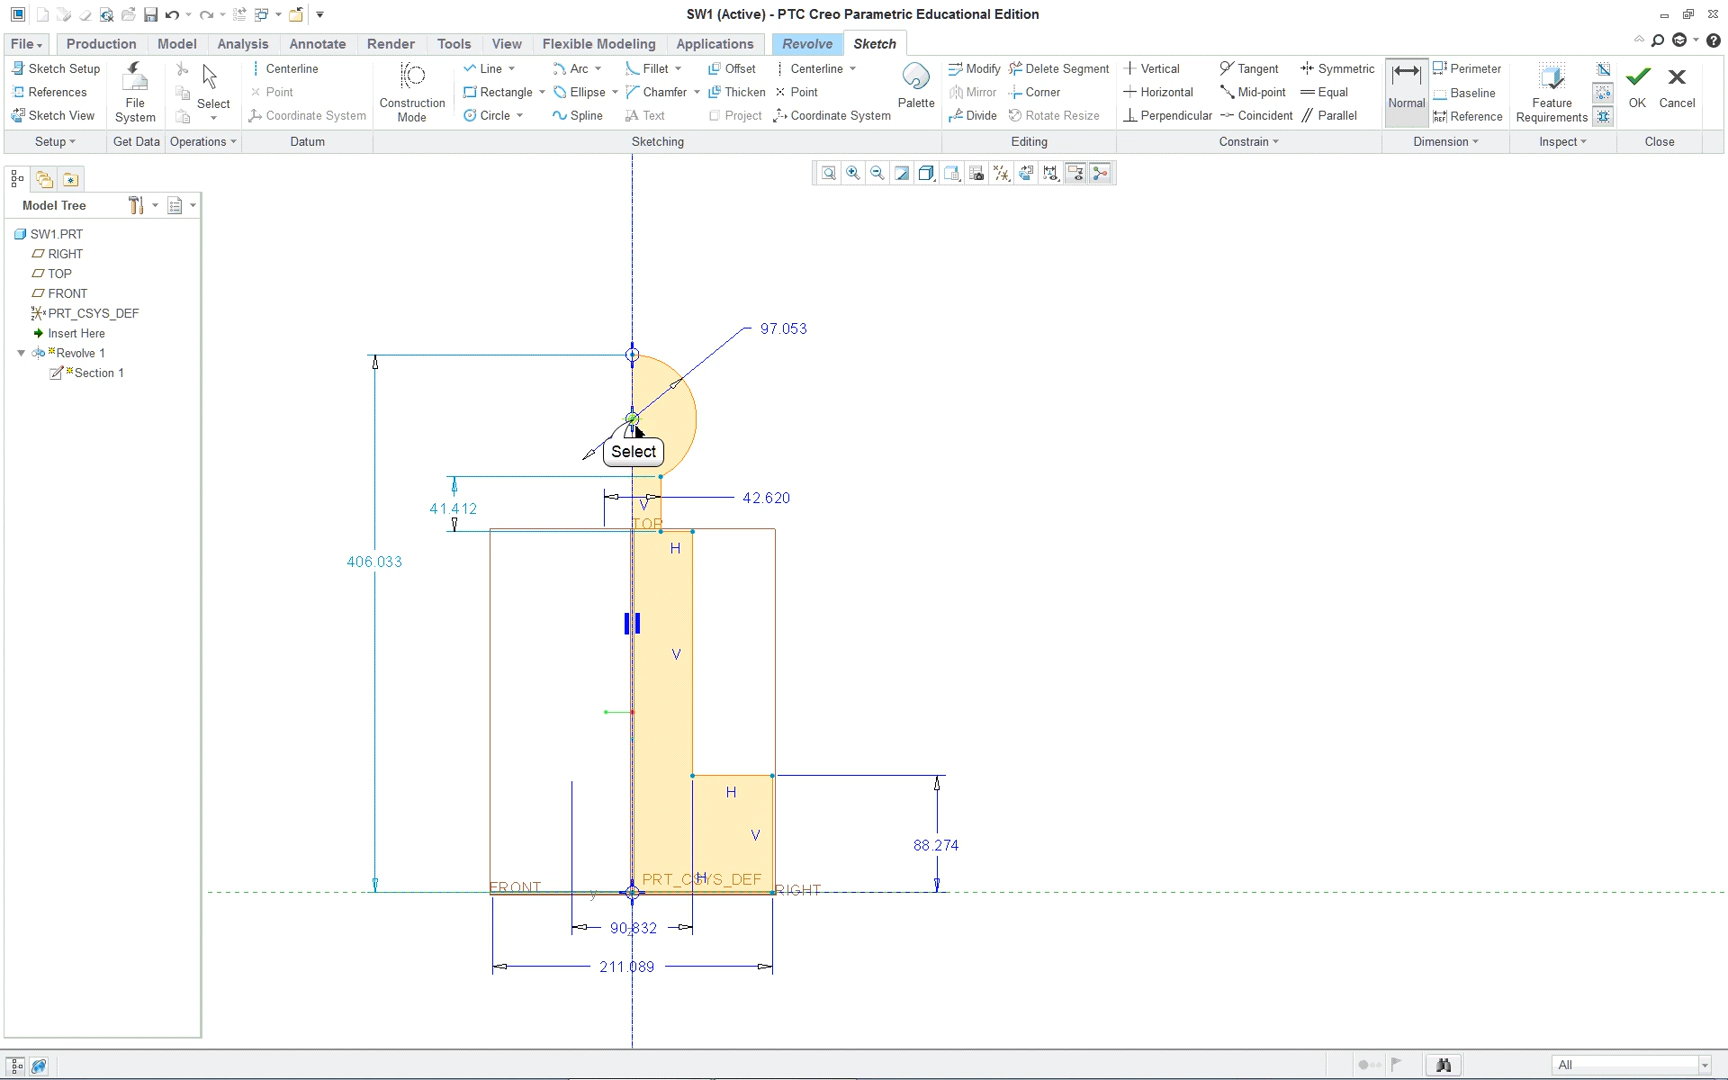 SW1 (Active) - PTC Creo Parametric Educational Edition
File Production Model Analysis Annotate Render Tools View Flexible Modeling Applications Revolve Sketch
Sketch Setup
References
Sketch View
File System
Select
Centerline
Point
Coordinate System
Construction Mode
Line Arc Fillet Offset Centerline
Rectangle Ellipse Chamfer Thicken Point
Circle Spline Text Project Coordinate System
Palette
Modify Delete Segment
Mirror Corner
Divide Rotate Resize
Vertical Tangent Symmetric
Horizontal Mid-point Equal
Perpendicular Coincident Parallel
Normal
Perimeter
Baseline
Reference
Feature Requirements
OK
Cancel
Setup Get Data Operations Datum Sketching Editing Constrain Dimension Inspect Close
Model Tree
SW1.PRT
RIGHT
TOP
FRONT
PRT_CSYS_DEF
Insert Here
Revolve 1
Section 1
97.053
Select
42.620
41.412
V
TOP
H
406.033
V
H
V
88.274
PRT_CSYS_DEF
H
FRONT
RIGHT
y
90.832
211.089
All